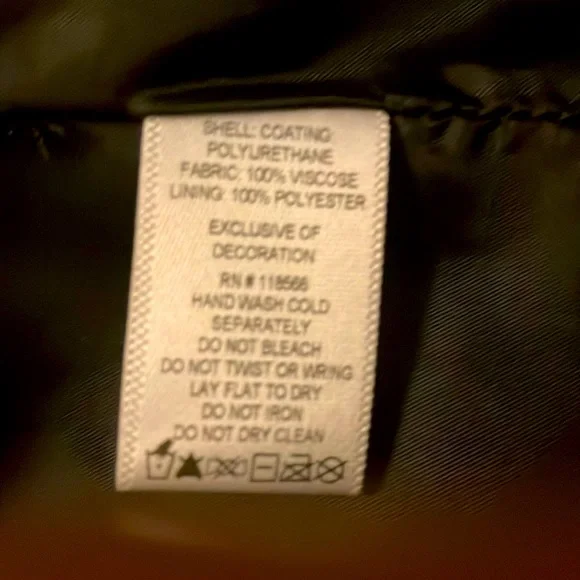 SHELL: COATING
POLYURETHANE
FABRIC: 100% VISCOSE
LINING: 100% POLYESTER
EXCLUSIVE OF
DECORATION
RN # 118566
HAND WASH COLD
SEPARATELY
DO NOT BLEACH
DO NOT TWIST OR WRING
LAY FLAT TO DRY
DO NOT IRON
DO NOT DRY CLEAN